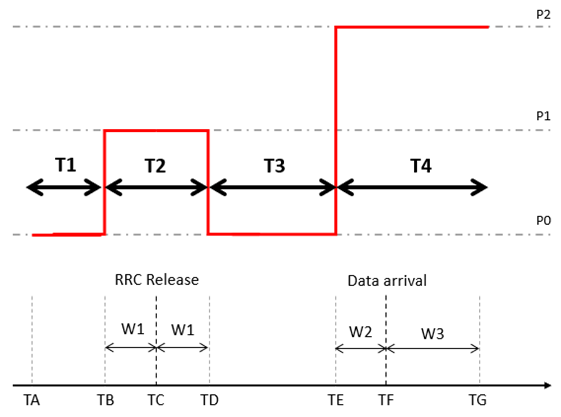 P2
P1
T1 T2 T3 T4
P0
RRC Release Data arrival
W1 W1 W2 W3
TA TB TC TD TE TF TG